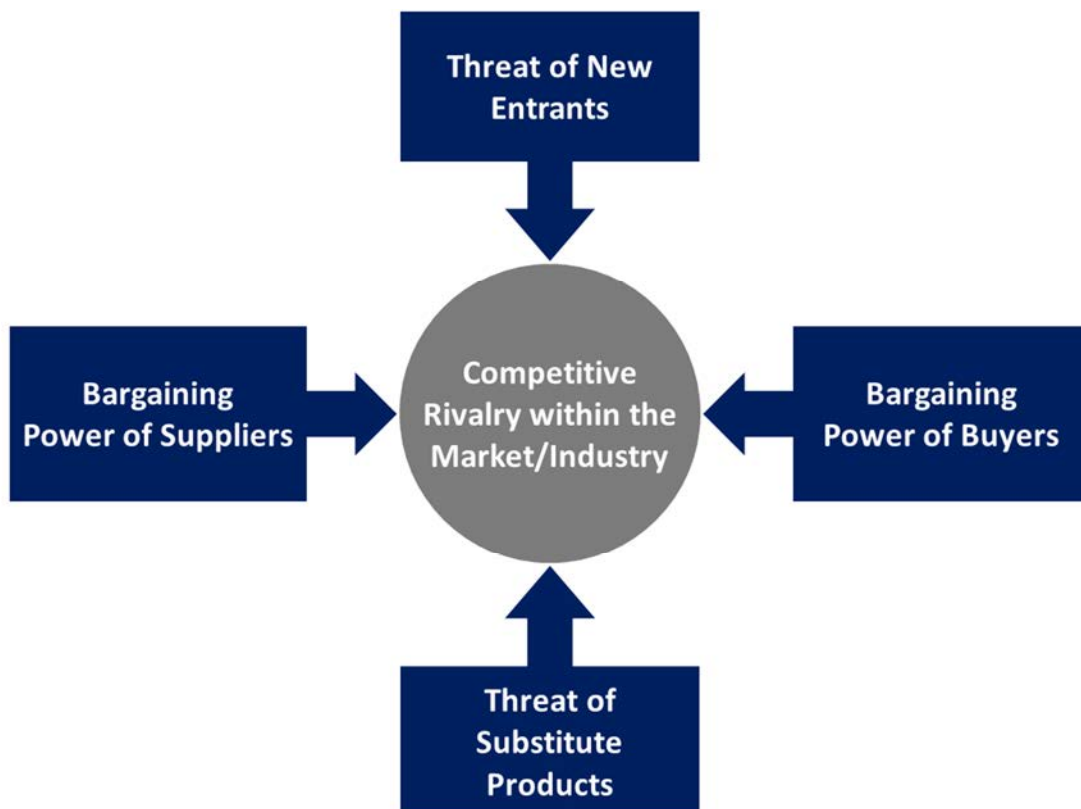 Threat of New
Entrants
Bargaining
Power of Suppliers
Competitive
Rivalry within the
Market/Industry
Bargaining
Power of Buyers
Threat of
Substitute
Products